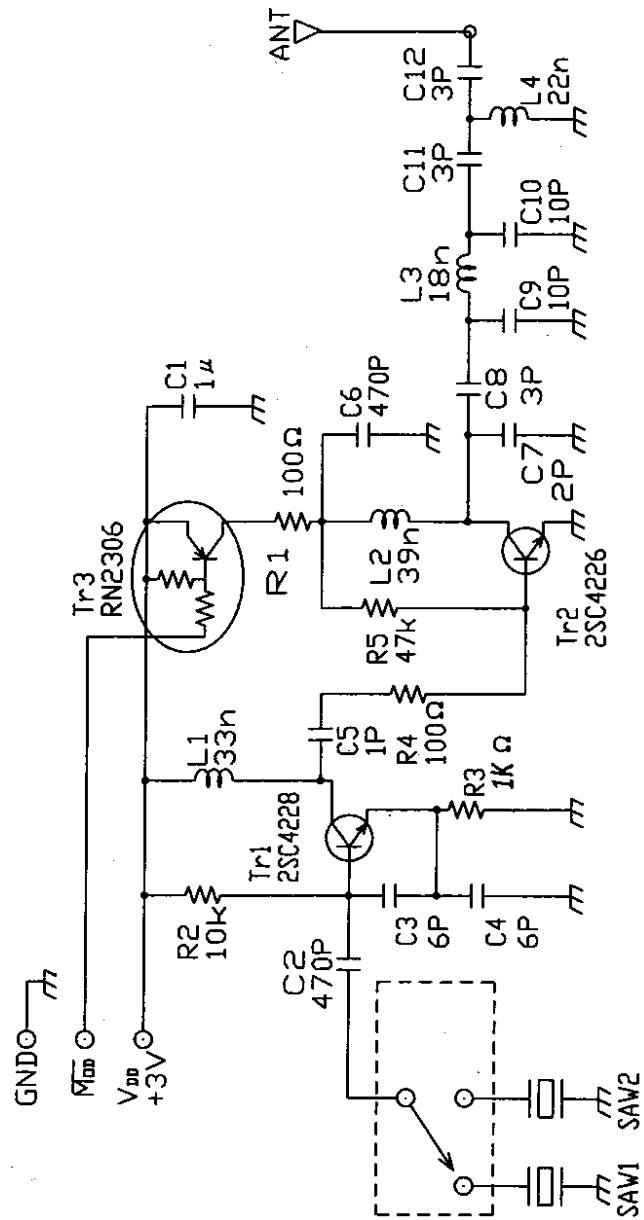 GND
MOD
VDD
+3V
R2
10k
C2
470P
SAW1
SAW2
C3
6P
C4
6P
Tr1
2SC4228
L1
33n
R3
1KΩ
C5
1P
R4
100Ω
Tr3
RN2306
R1
100Ω
R5
47k
L2
39n
Tr2
2SC4226
C1
1μ
C6
470P
C7
2P
C8
3P
L3
18n
C9
10P
C10
10P
C11
3P
C12
3P
L4
22n
ANT